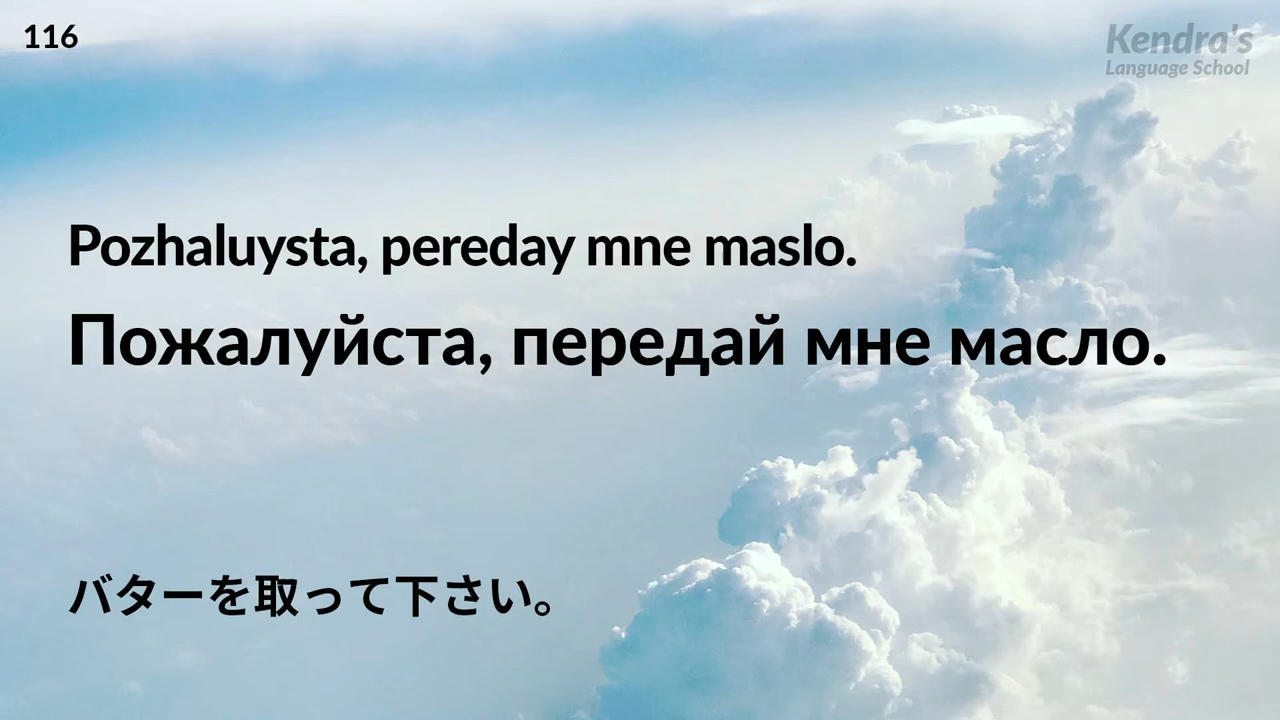 116
Kendra's
Language School
Pozhaluysta, pereday mne maslo.
Пожалуйста, передай мне масло.
バターを取って下さい。